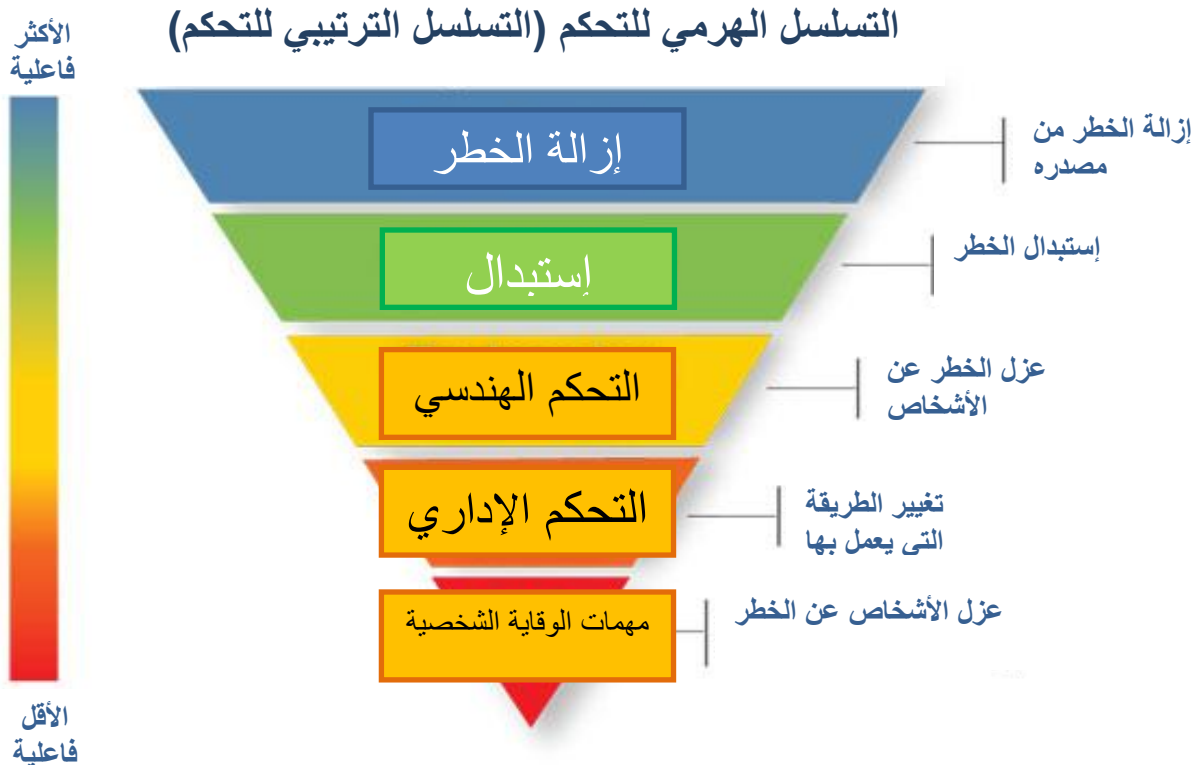 التسلسل الهرمي للتحكم (التسلسل الترتيبي للتحكم)
الأكثر
فاعلية
إزالة الخطر
إزالة الخطر من
مصدره
إستبدال
إستبدال الخطر
التحكم الهندسي
عزل الخطر عن
الأشخاص
التحكم الإداري
تغيير الطريقة
التى يعمل بها
مهمات الوقاية الشخصية
عزل الأشخاص عن الخطر
الأقل
فاعلية